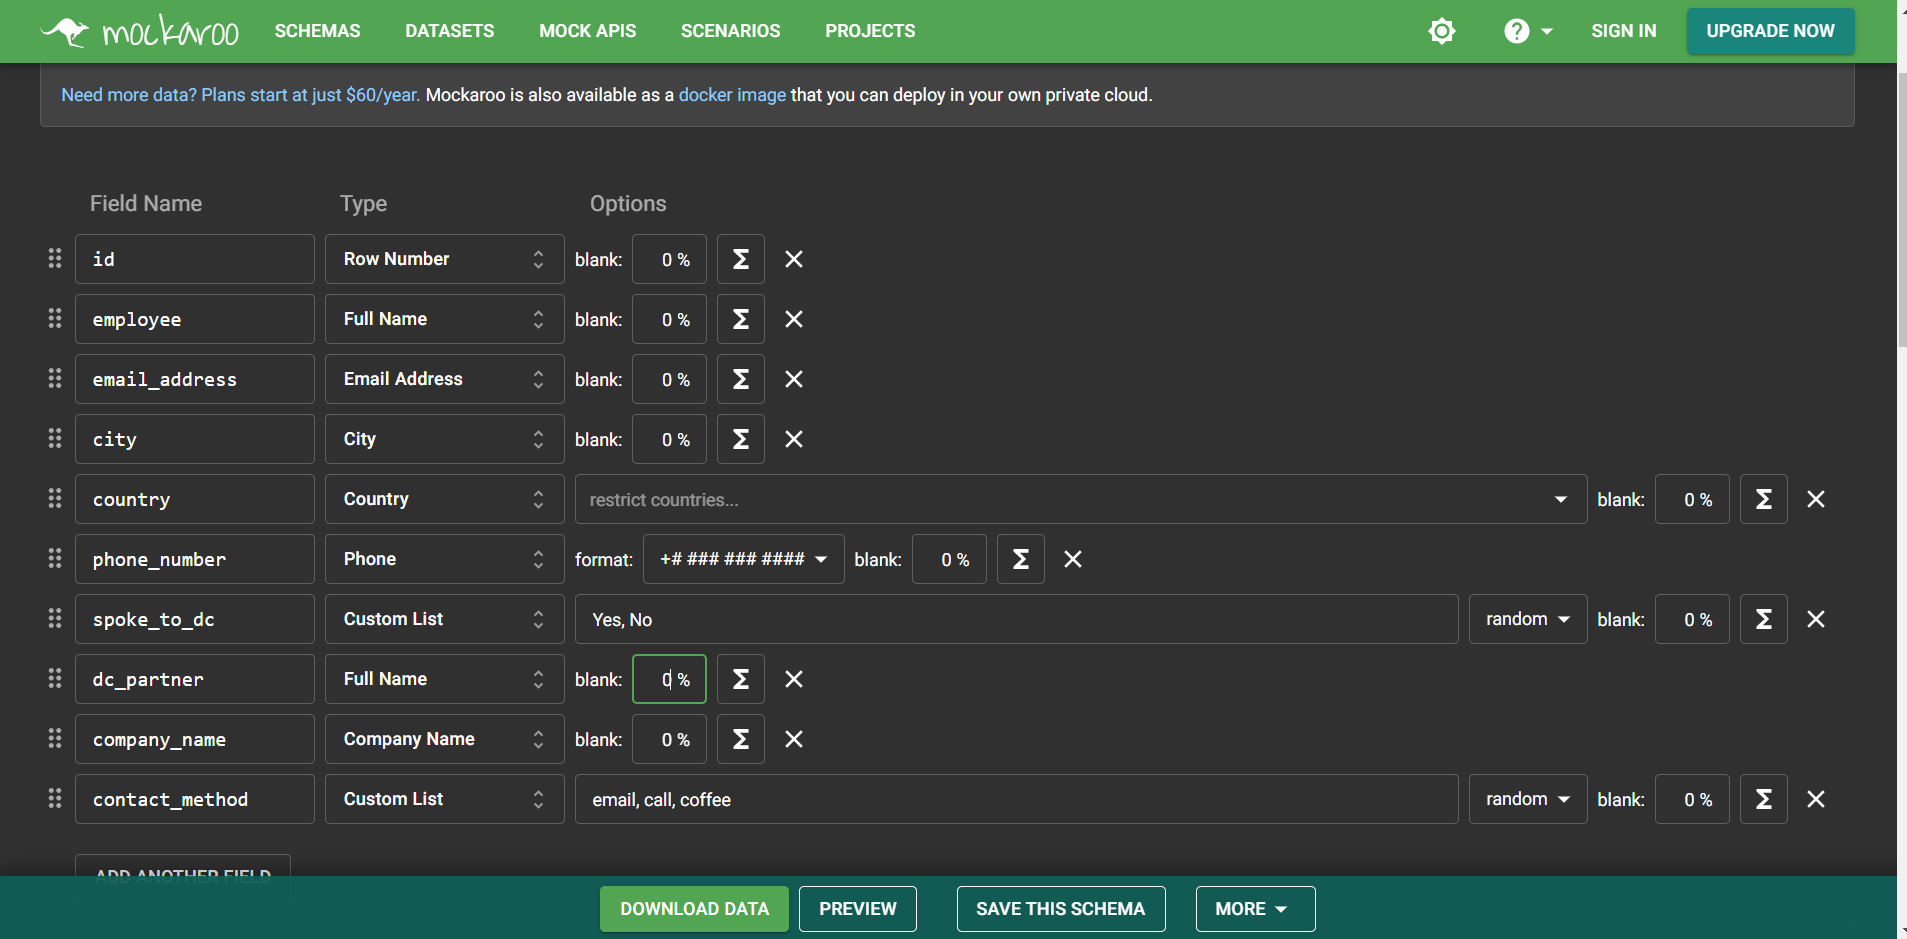 mockaroo SCHEMAS DATASETS MOCK APIS SCENARIOS PROJECTS ? SIGN IN UPGRADE NOW
Need more data? Plans start at just $60/year. Mockaroo is also available as a docker image that you can deploy in your own private cloud.
Field Name Type Options
id Row Number blank: 0 % Σ
employee Full Name blank: 0 % Σ
email_address Email Address blank: 0 % Σ
city City blank: 0 % Σ
country Country restrict countries... blank: 0 % Σ
phone_number Phone format: +# ### ### #### blank: 0 % Σ
spoke_to_dc Custom List Yes, No random blank: 0 % Σ
dc_partner Full Name blank: 0 % Σ
company_name Company Name blank: 0 % Σ
contact_method Custom List email, call, coffee random blank: 0 % Σ
ADD ANOTHER FIELD
DOWNLOAD DATA PREVIEW SAVE THIS SCHEMA MORE